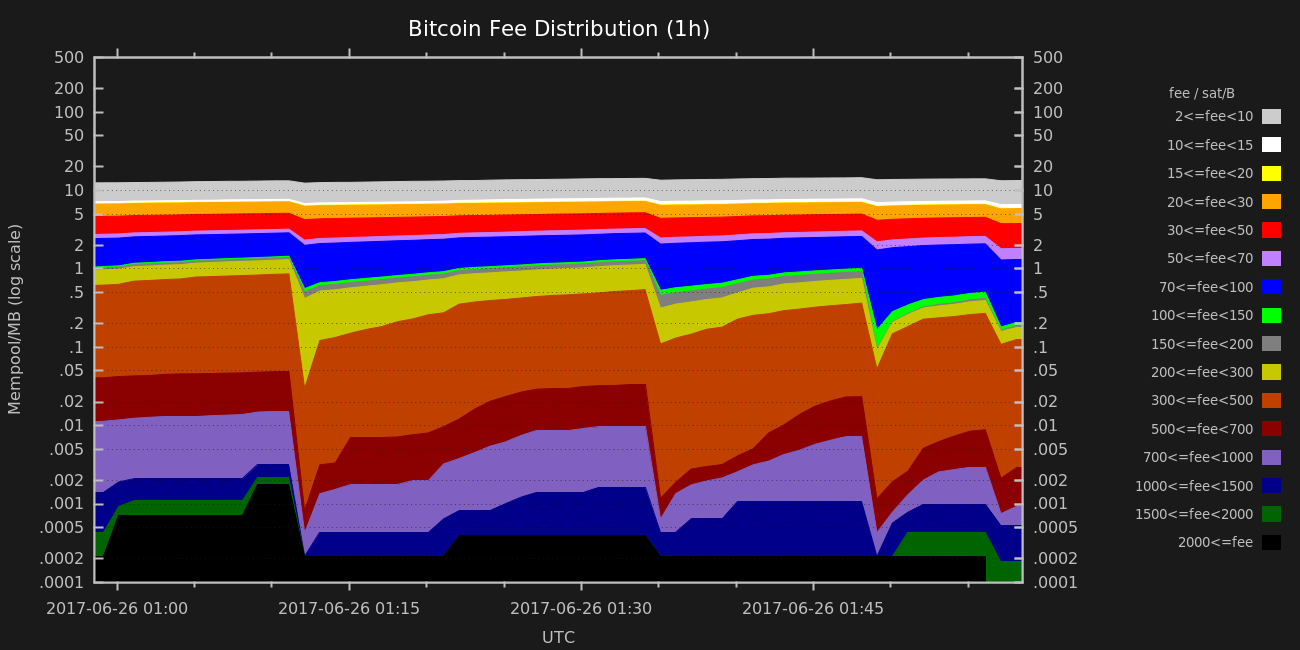 Bitcoin Fee Distribution (1h)
500 500
200 200
100 100
50 50
20 20
10 10
5 5
2 2
1 1
.5 .5
.2 .2
.1 .1
.05 .05
.02 .02
.01 .01
.005 .005
.002 .002
.001 .001
.0005 .0005
.0002 .0002
.0001 .0001
Mempool/MB (log scale)
2017-06-26 01:00 2017-06-26 01:15 2017-06-26 01:30 2017-06-26 01:45
UTC
fee / sat/B
2<=fee<10
10<=fee<15
15<=fee<20
20<=fee<30
30<=fee<50
50<=fee<70
70<=fee<100
100<=fee<150
150<=fee<200
200<=fee<300
300<=fee<500
500<=fee<700
700<=fee<1000
1000<=fee<1500
1500<=fee<2000
2000<=fee